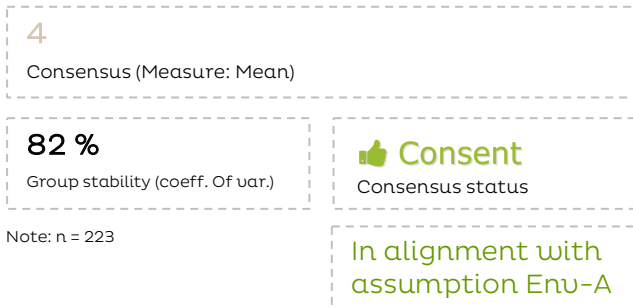 4
Consensus (Measure: Mean)
82 %
Group stability (coeff. Of var.)
Consent
Consensus status
Note: n = 223
In alignment with
assumption Env-A